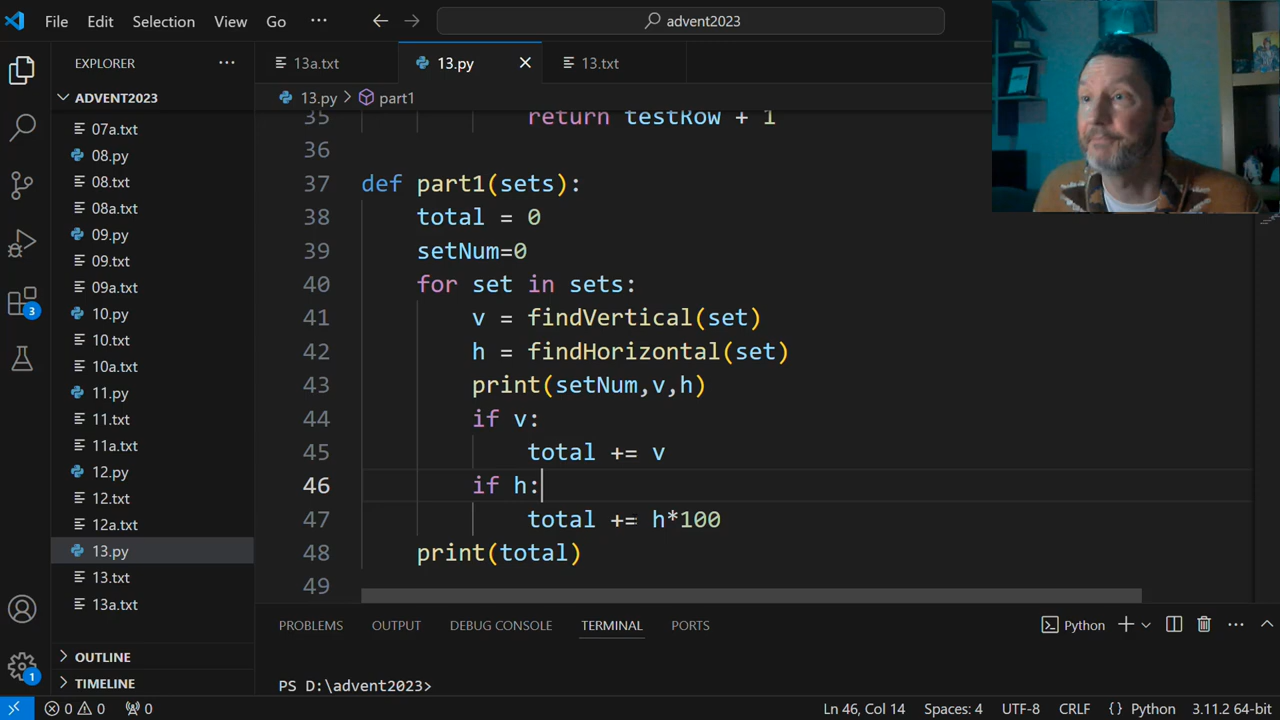 File Edit Selection View Go ··· advent2023
EXPLORER ···
13a.txt 13.py 13.txt
ADVENT2023
13.py > part1
07a.txt
08.py
08.txt
08a.txt
09.py
09.txt
09a.txt
10.py
10.txt
10a.txt
11.py
11.txt
11a.txt
12.py
12.txt
12a.txt
13.py
13.txt
13a.txt
OUTLINE
TIMELINE
3
1
35 return testRow + 1
36
37 def part1(sets):
38 total = 0
39 setNum=0
40 for set in sets:
41 v = findVertical(set)
42 h = findHorizontal(set)
43 print(setNum,v,h)
44 if v:
45 total += v
46 if h:
47 total += h*100
48 print(total)
49
PROBLEMS OUTPUT DEBUG CONSOLE TERMINAL PORTS Python ···
PS D:\advent2023>
0 0 0 Ln 46, Col 14 Spaces: 4 UTF-8 CRLF {} Python 3.11.2 64-bit